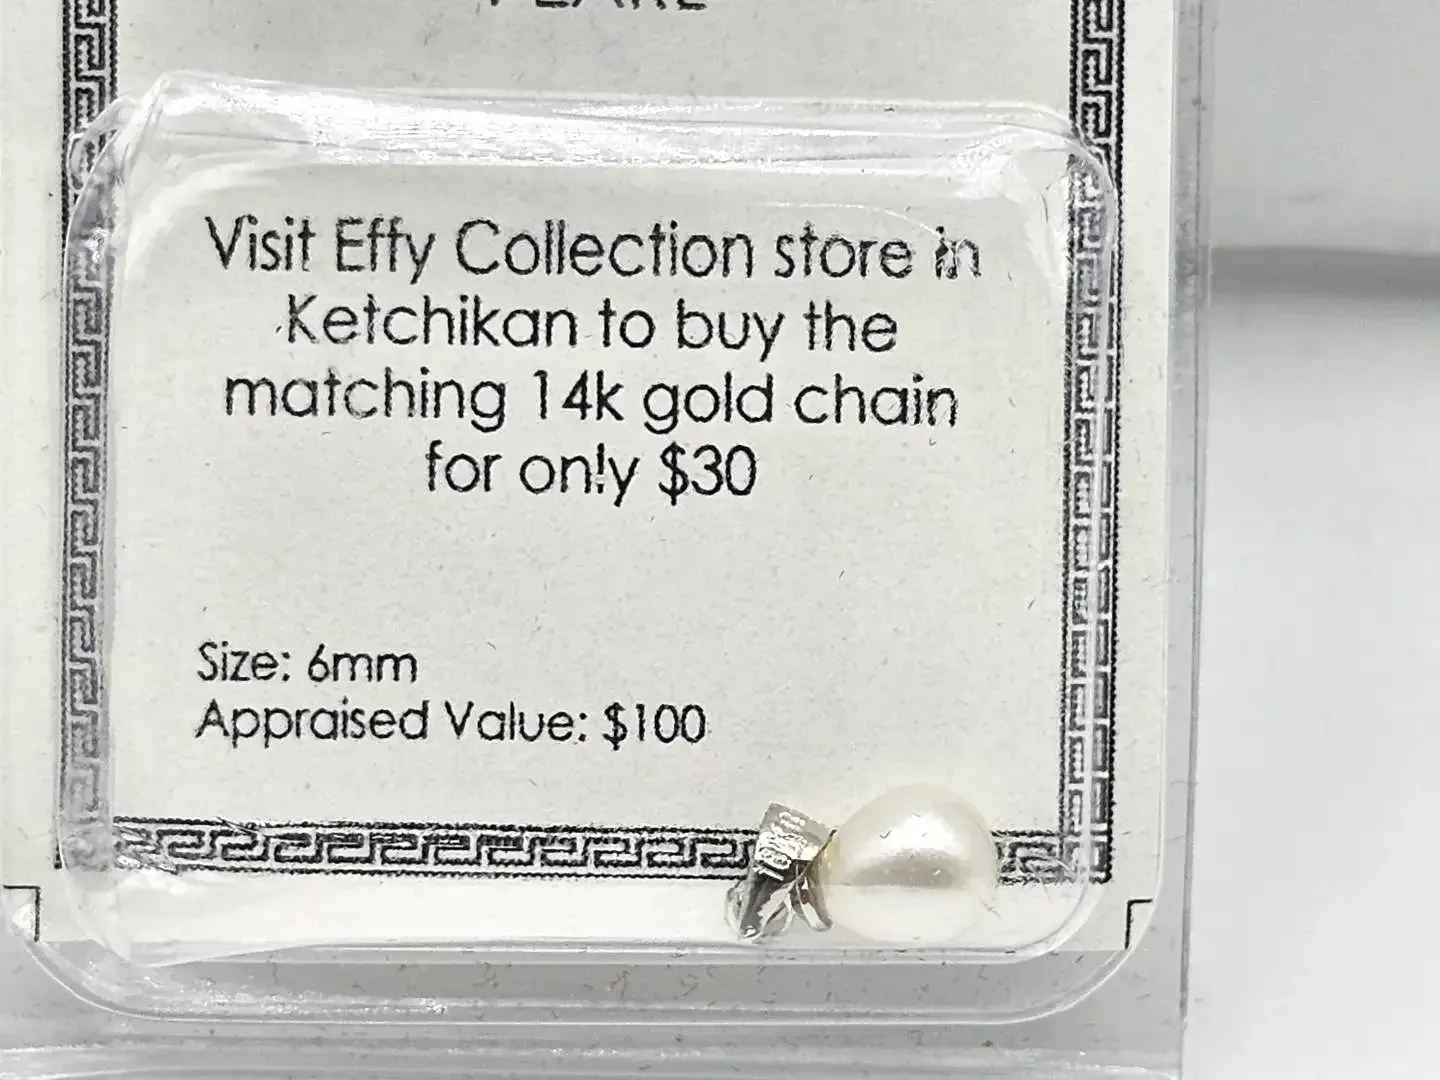 PEARL
Visit Effy Collection store in
Ketchikan to buy the
matching 14k gold chain
for only $30
Size: 6mm
Appraised Value: $100